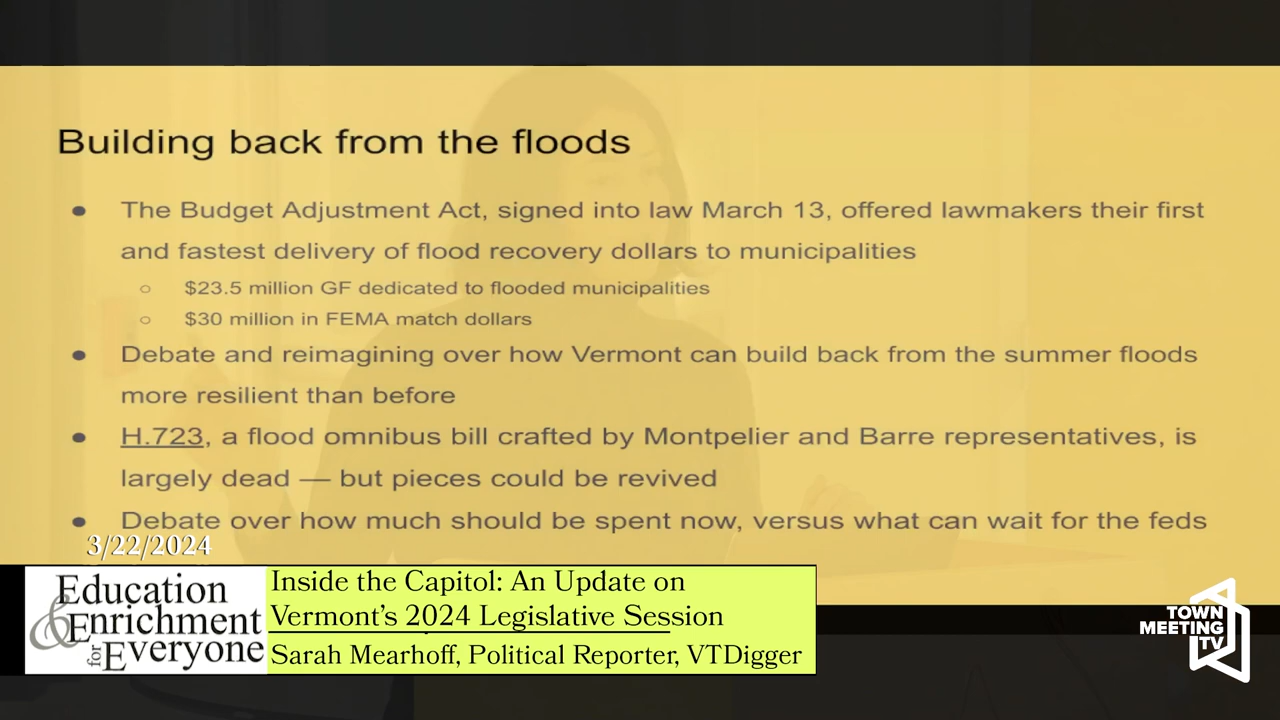 Building back from the floods
● The Budget Adjustment Act, signed into law March 13, offered lawmakers their first
and fastest delivery of flood recovery dollars to municipalities
○ $23.5 million GF dedicated to flooded municipalities
○ $30 million in FEMA match dollars
● Debate and reimagining over how Vermont can build back from the summer floods
more resilient than before
● H.723, a flood omnibus bill crafted by Montpelier and Barre representatives, is
largely dead — but pieces could be revived
● Debate over how much should be spent now, versus what can wait for the feds
3/22/2024
Education
& Enrichment
for Everyone
Inside the Capitol: An Update on
Vermont's 2024 Legislative Session
Sarah Mearhoff, Political Reporter, VTDigger
TOWN
MEETING
TV